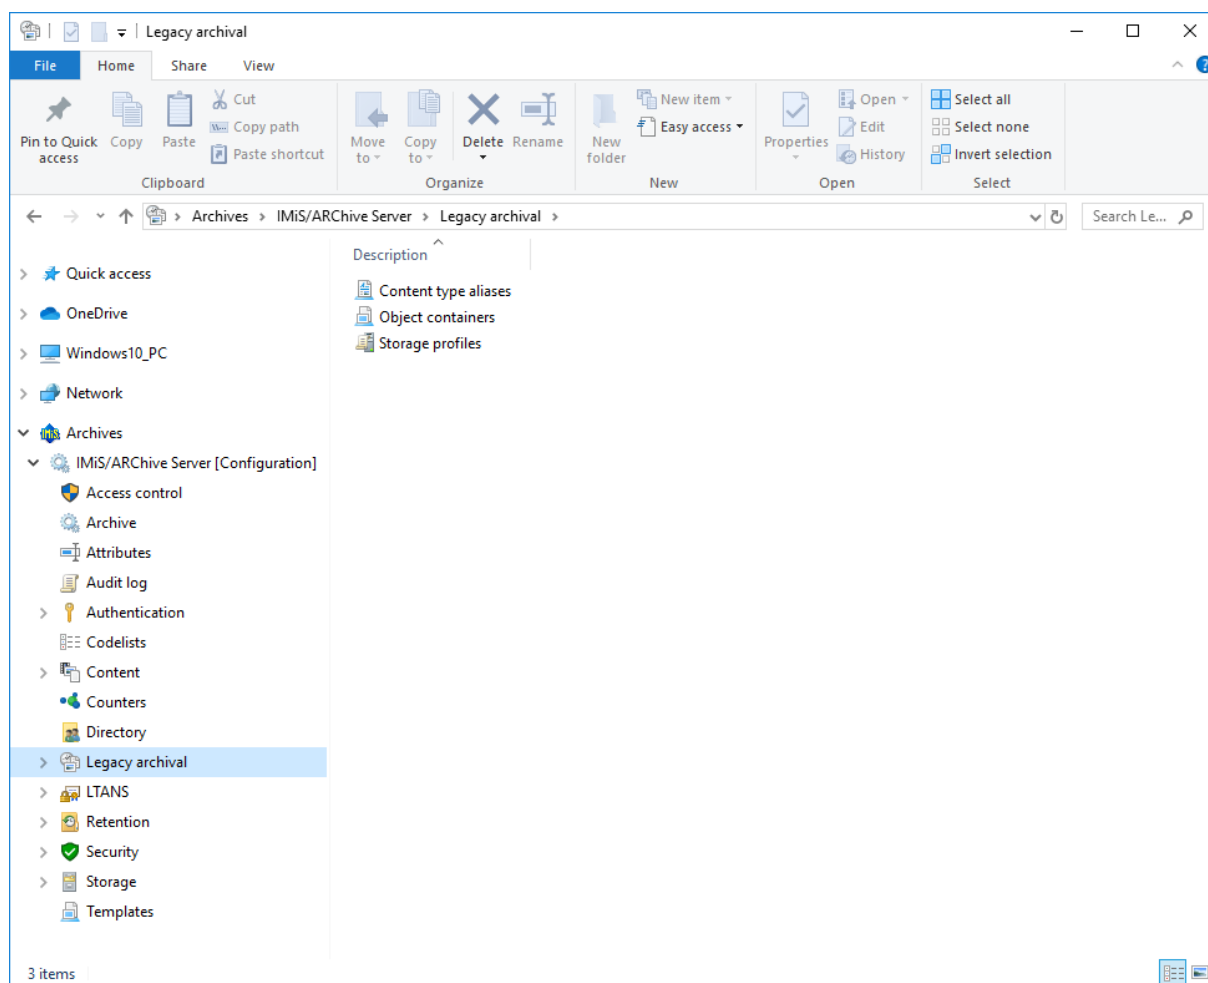 Legacy archival
File Home Share View
Pin to Quick access
Copy
Paste
Cut
Copy path
Paste shortcut
Clipboard
Move to
Copy to
Delete
Rename
Organize
New folder
New item
Easy access
New
Properties
Open
Edit
History
Open
Select all
Select none
Invert selection
Select
Archives > IMiS/ARChive Server > Legacy archival >
Search Le...
Quick access
OneDrive
Windows10_PC
Network
Archives
IMiS/ARChive Server [Configuration]
Access control
Archive
Attributes
Audit log
Authentication
Codelists
Content
Counters
Directory
Legacy archival
LTANS
Retention
Security
Storage
Templates
Description
Content type aliases
Object containers
Storage profiles
3 items